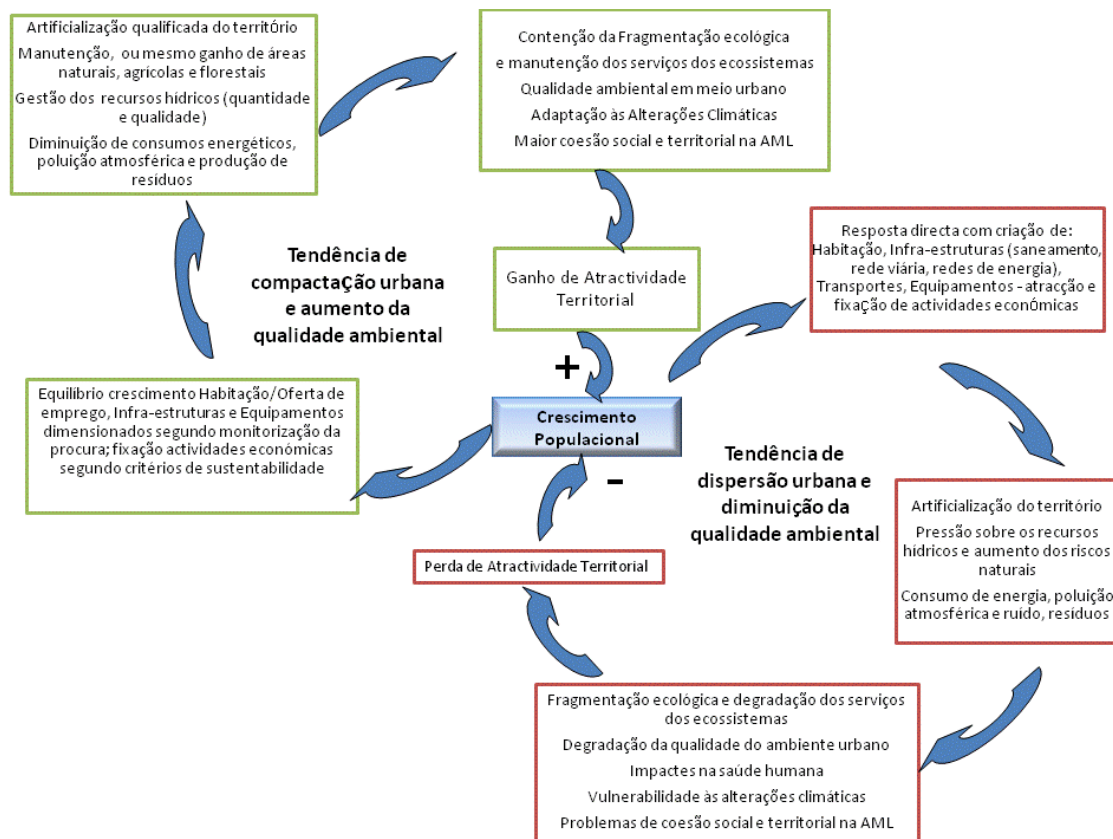 Artificialização qualificada do território
Manutenção, ou mesmo ganho de áreas
naturais, agrícolas e florestais
Gestão dos recursos hídricos (quantidade
e qualidade)
Diminuição de consumos energéticos,
poluição atmosférica e produção de
resíduos
Contenção da Fragmentação ecológica
e manutenção dos serviços dos ecossistemas
Qualidade ambiental em meio urbano
Adaptação às Alterações Climáticas
Maior coesão social e territorial na AML
Ganho de Atractividade
Territorial
Tendência de
compactação urbana
e aumento da
qualidade ambiental
Resposta directa com criação de:
Habitação, Infra-estruturas (saneamento,
rede viária, redes de energia),
Transportes, Equipamentos - atracção e
fixação de actividades económicas
+
Crescimento
Populacional
-
Equilíbrio crescimento Habitação/Oferta de
emprego, Infra-estruturas e Equipamentos
dimensionados segundo monitorização da
procura; fixação actividades económicas
segundo critérios de sustentabilidade
Tendência de
dispersão urbana e
diminuição da
qualidade ambiental
Artificialização do território
Pressão sobre os recursos
hídricos e aumento dos riscos
naturais
Consumo de energia, poluição
atmosférica e ruído, resíduos
Perda de Atractividade Territorial
Fragmentação ecológica e degradação dos serviços
dos ecossistemas
Degradação da qualidade do ambiente urbano
Impactes na saúde humana
Vulnerabilidade às alterações climáticas
Problemas de coesão social e territorial na AML